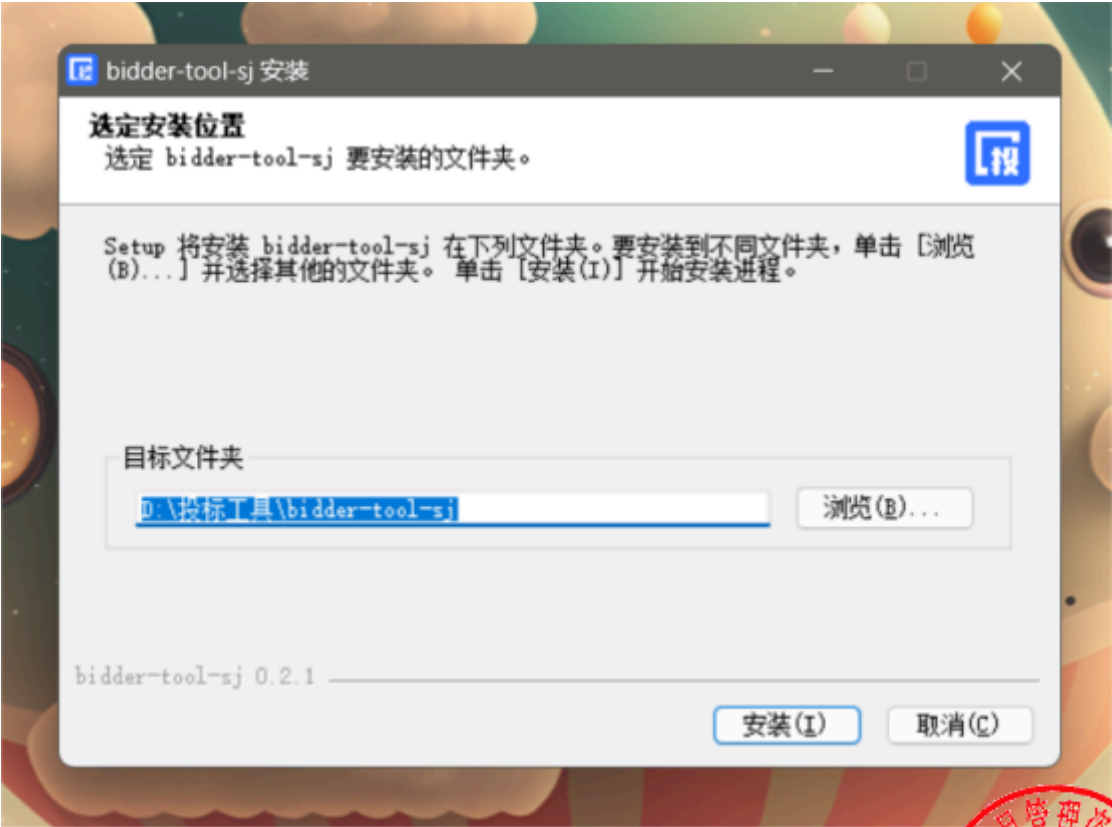 bidder-tool-sj 安装
选定安装位置
选定 bidder-tool-sj 要安装的文件夹。
投
Setup 将安装 bidder-tool-sj 在下列文件夹。要安装到不同文件夹，单击 [浏览
(B)...] 并选择其他的文件夹。 单击 [安装(I)] 开始安装进程。
目标文件夹
D:\投标工具\bidder-tool-sj
浏览(B)...
bidder-tool-sj 0.2.1
安装(I)
取消(C)